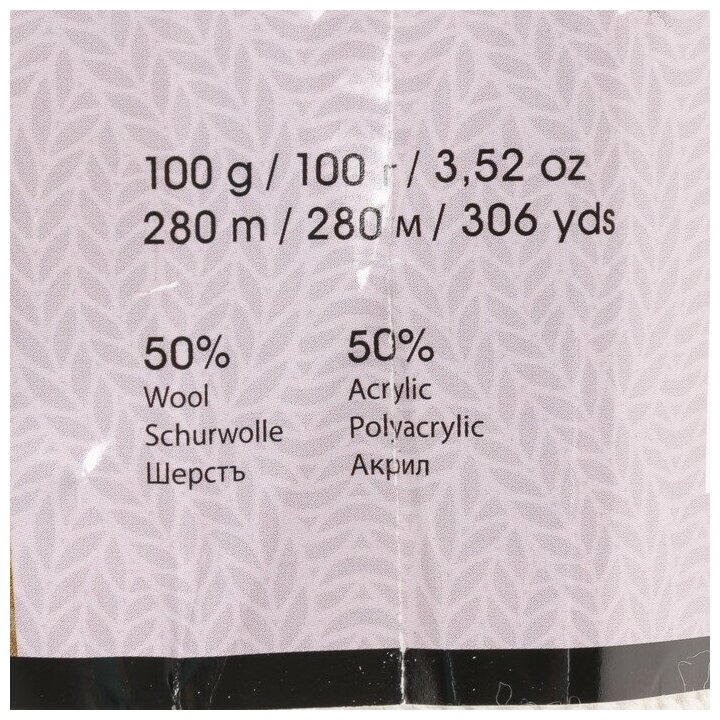 100 g / 100 г / 3,52 oz
280 m / 280 м / 306 yds
50%
Wool
Schurwolle
Шерстъ
50%
Acrylic
Polyacrylic
Акрил